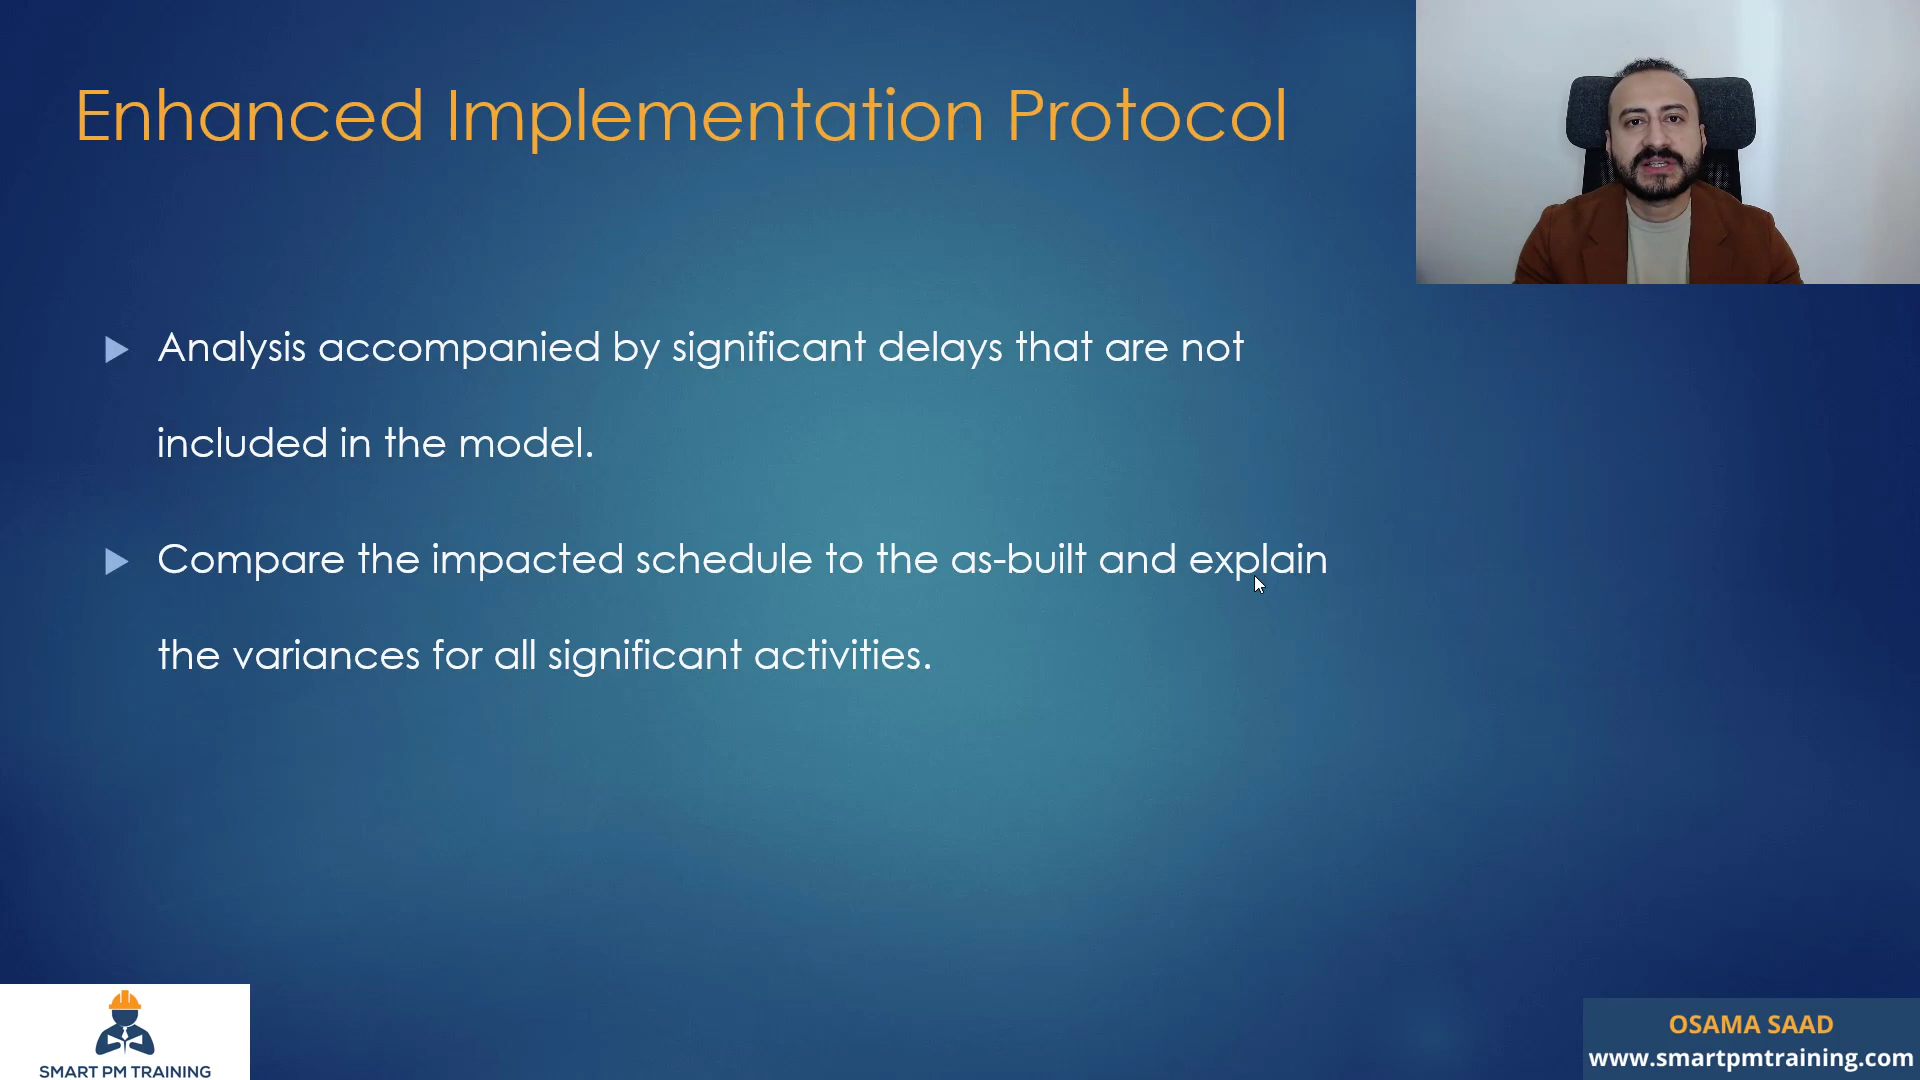 Enhanced Implementation Protocol
Analysis accompanied by significant delays that are not
included in the model.
Compare the impacted schedule to the as-built and explain
the variances for all significant activities.
SMART PM TRAINING
OSAMA SAAD
www.smartpmtraining.com